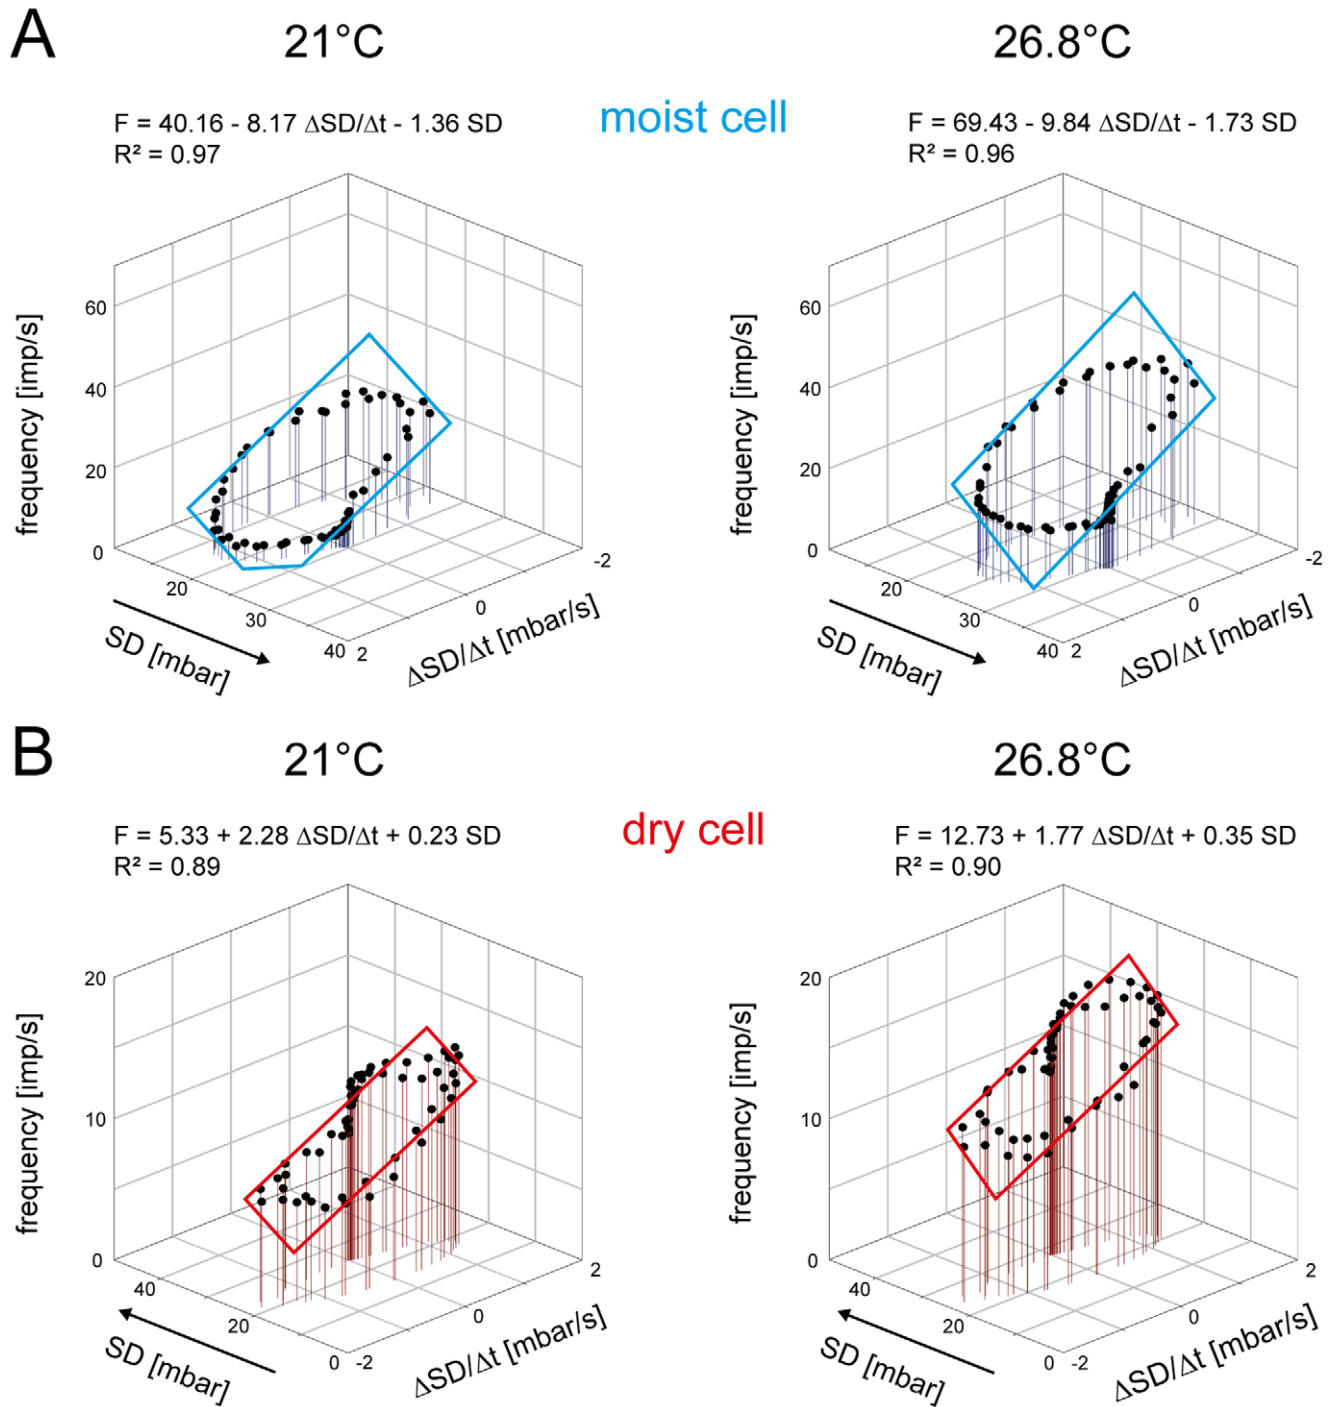 A
21°C
26.8°C
moist cell
F = 40.16 - 8.17 ΔSD/Δt - 1.36 SD
R² = 0.97
F = 69.43 - 9.84 ΔSD/Δt - 1.73 SD
R² = 0.96
frequency [imp/s]
60
40
20
0
20
30
40
2
0
-2
SD [mbar]
ΔSD/Δt [mbar/s]
frequency [imp/s]
60
40
20
0
20
30
40
2
0
-2
SD [mbar]
ΔSD/Δt [mbar/s]
B
21°C
26.8°C
dry cell
F = 5.33 + 2.28 ΔSD/Δt + 0.23 SD
R² = 0.89
F = 12.73 + 1.77 ΔSD/Δt + 0.35 SD
R² = 0.90
frequency [imp/s]
20
10
0
40
20
0
-2
0
2
SD [mbar]
ΔSD/Δt [mbar/s]
frequency [imp/s]
20
10
0
40
20
0
-2
0
2
SD [mbar]
ΔSD/Δt [mbar/s]